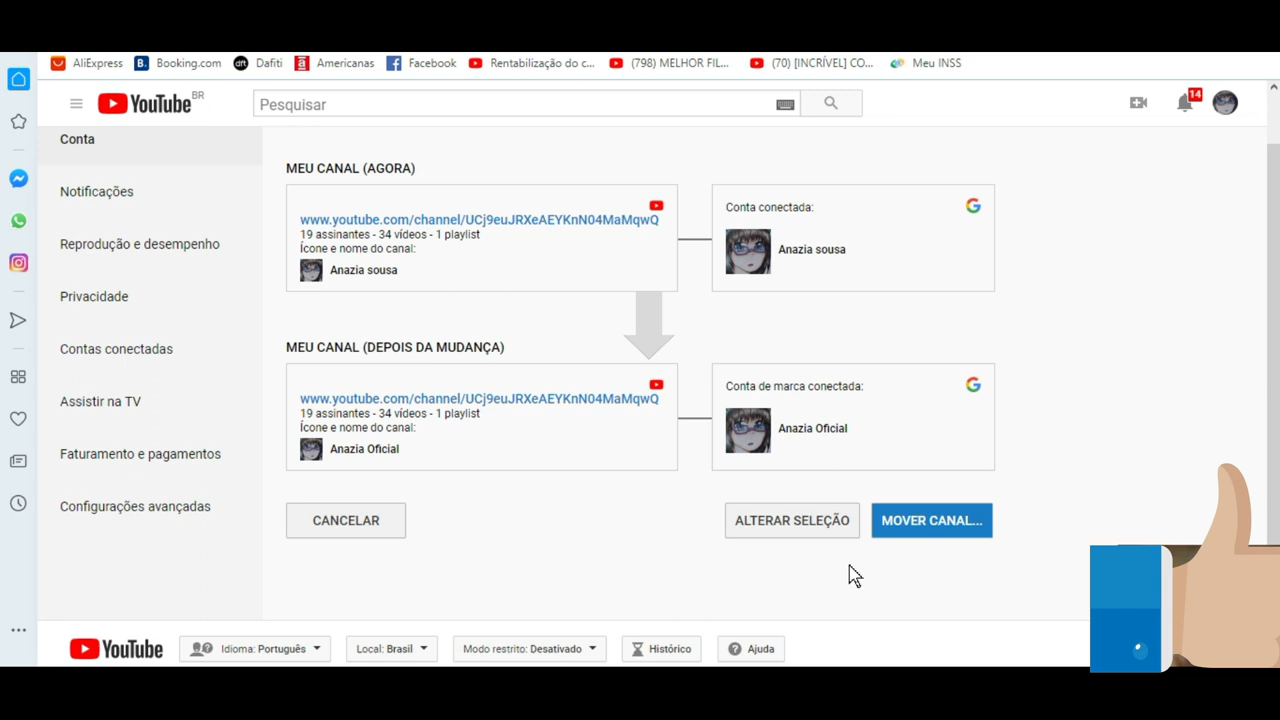 AliExpress
B. Booking.com
dft Dafiti
a Americanas
Facebook
Rentabilização do c...
(798) MELHOR FIL...
(70) [INCRÍVEL] CO...
Meu INSS
YouTube BR
Pesquisar
14
Conta
Notificações
Reprodução e desempenho
Privacidade
Contas conectadas
Assistir na TV
Faturamento e pagamentos
Configurações avançadas
MEU CANAL (AGORA)
www.youtube.com/channel/UCj9euJRXeAEYKnN04MaMqwQ
19 assinantes - 34 vídeos - 1 playlist
Ícone e nome do canal:
Anazia sousa
Conta conectada:
Anazia sousa
MEU CANAL (DEPOIS DA MUDANÇA)
www.youtube.com/channel/UCj9euJRXeAEYKnN04MaMqwQ
19 assinantes - 34 vídeos - 1 playlist
Ícone e nome do canal:
Anazia Oficial
Conta de marca conectada:
Anazia Oficial
CANCELAR
ALTERAR SELEÇÃO
MOVER CANAL...
YouTube
Idioma: Português
Local: Brasil
Modo restrito: Desativado
Histórico
Ajuda